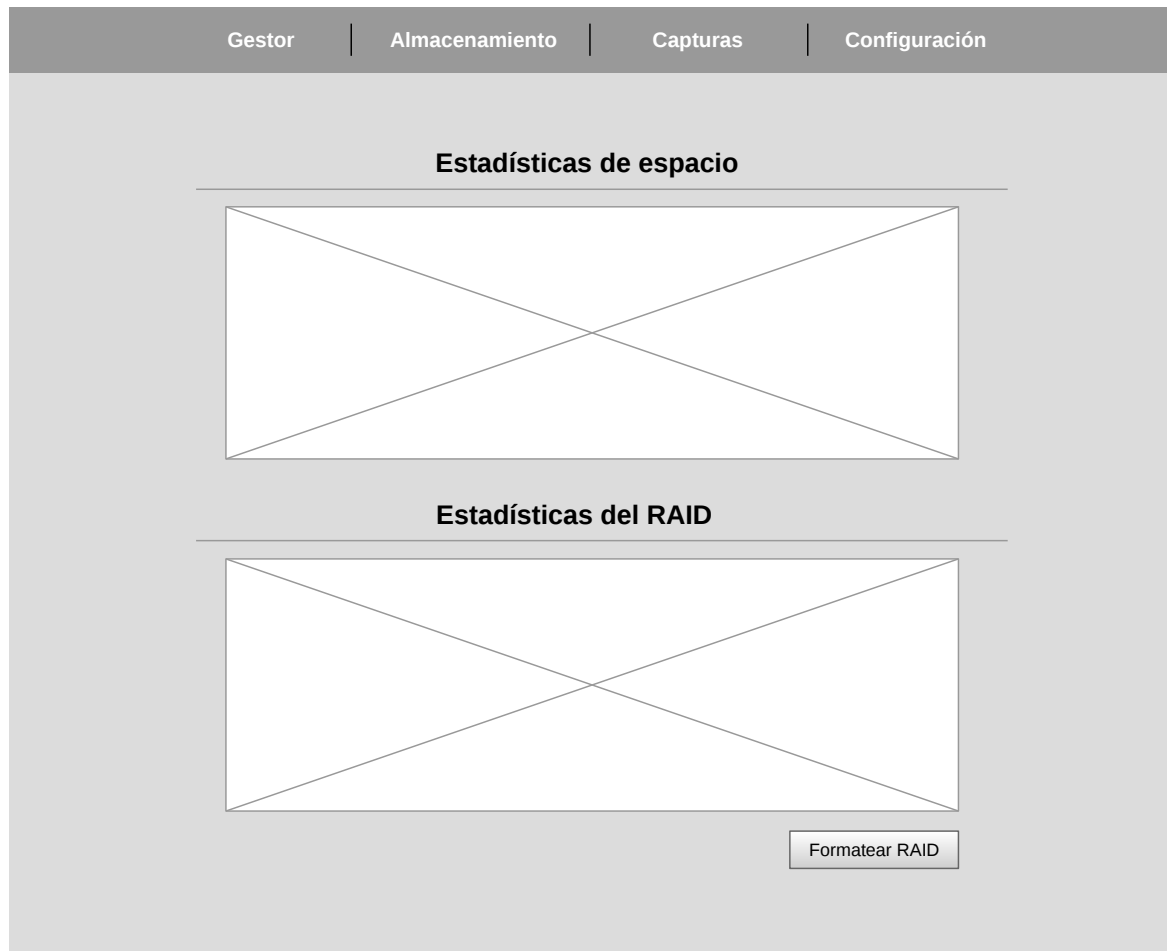 Gestor Almacenamiento Capturas Configuración
Estadísticas de espacio
Estadísticas del RAID
Formatear RAID